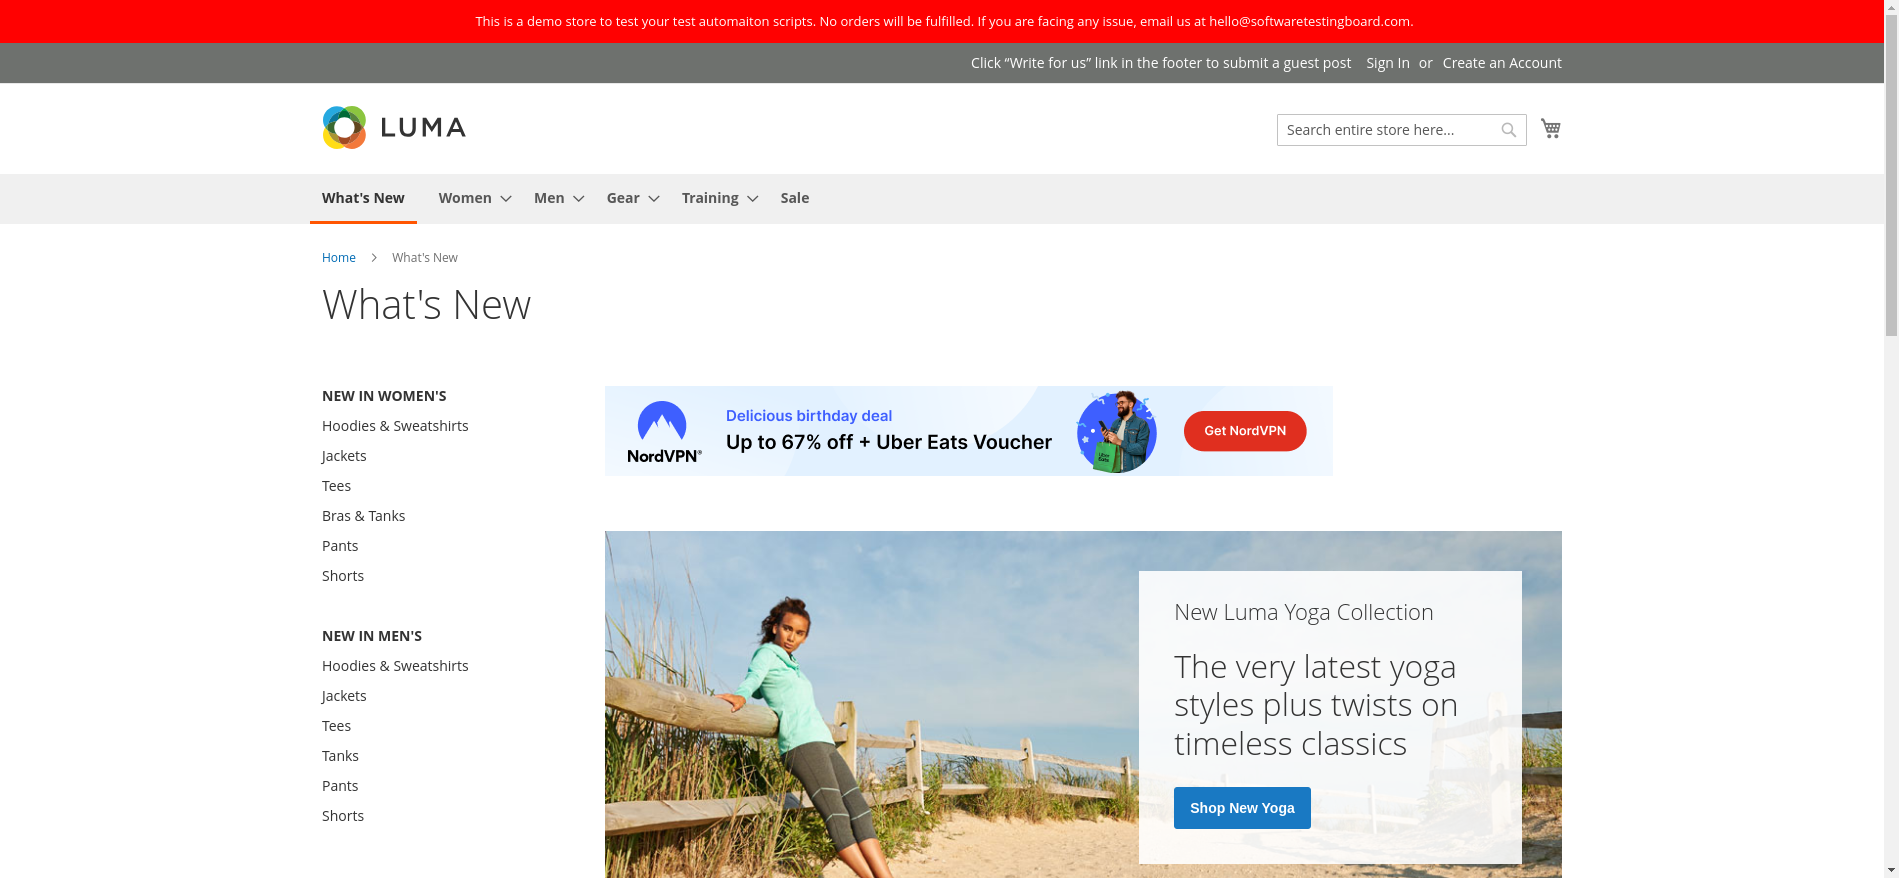 This is a demo store to test your test automaiton scripts. No orders will be fulfilled. If you are facing any issue, email us at hello@softwaretestingboard.com.
Click “Write for us” link in the footer to submit a guest post Sign In or Create an Account
LUMA
Search entire store here...
What's New Women Men Gear Training Sale
Home What's New
What's New
NEW IN WOMEN'S
Hoodies & Sweatshirts
Jackets
Tees
Bras & Tanks
Pants
Shorts
NEW IN MEN'S
Hoodies & Sweatshirts
Jackets
Tees
Tanks
Pants
Shorts
NordVPN®
Delicious birthday deal
Up to 67% off + Uber Eats Voucher
Uber
Eats
Get NordVPN
New Luma Yoga Collection
The very latest yoga
styles plus twists on
timeless classics
Shop New Yoga